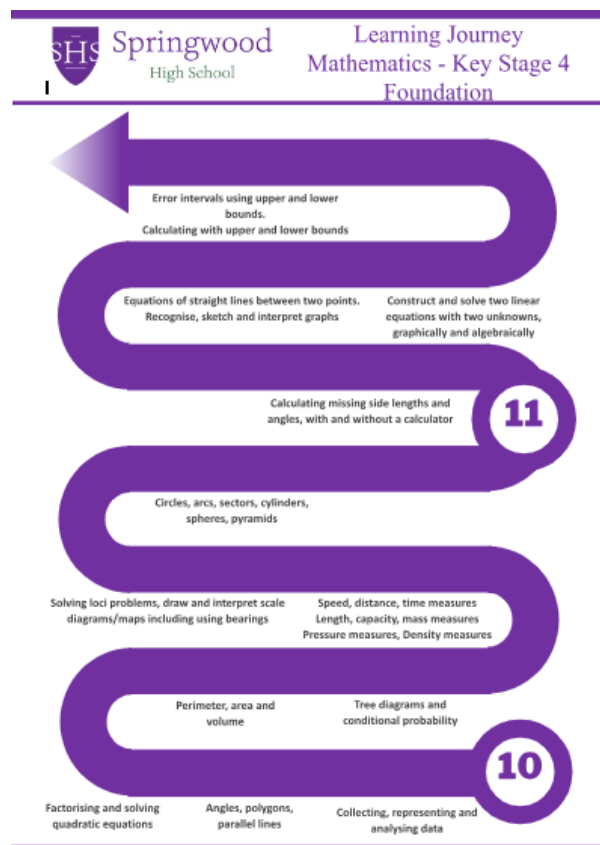 SHS
Springwood
High School
Learning Journey
Mathematics - Key Stage 4
Foundation
Error intervals using upper and lower
bounds.
Calculating with upper and lower bounds
Equations of straight lines between two points.
Recognise, sketch and interpret graphs
Construct and solve two linear
equations with two unknowns,
graphically and algebraically
Calculating missing side lengths and
angles, with and without a calculator
11
Circles, arcs, sectors, cylinders,
spheres, pyramids
Solving loci problems, draw and interpret scale
diagrams/maps including using bearings
Speed, distance, time measures
Length, capacity, mass measures
Pressure measures, Density measures
Perimeter, area and
volume
Tree diagrams and
conditional probability
10
Factorising and solving
quadratic equations
Angles, polygons,
parallel lines
Collecting, representing and
analysing data